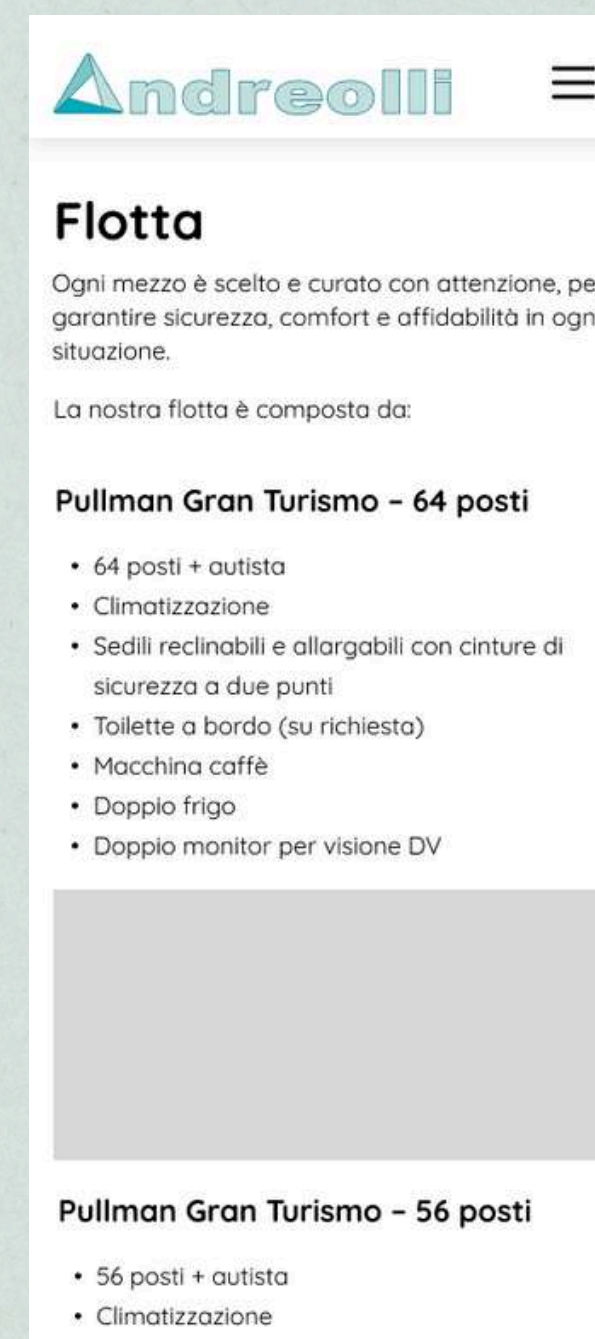 Andreolli
Flotta
Ogni mezzo è scelto e curato con attenzione, pe
garantire sicurezza, comfort e affidabilità in ogn
situazione.
La nostra flotta è composta da:
Pullman Gran Turismo – 64 posti
• 64 posti + autista
• Climatizzazione
• Sedili reclinabili e allargabili con cinture di
sicurezza a due punti
• Toilette a bordo (su richiesta)
• Macchina caffè
• Doppio frigo
• Doppio monitor per visione DV
Pullman Gran Turismo – 56 posti
• 56 posti + autista
• Climatizzazione